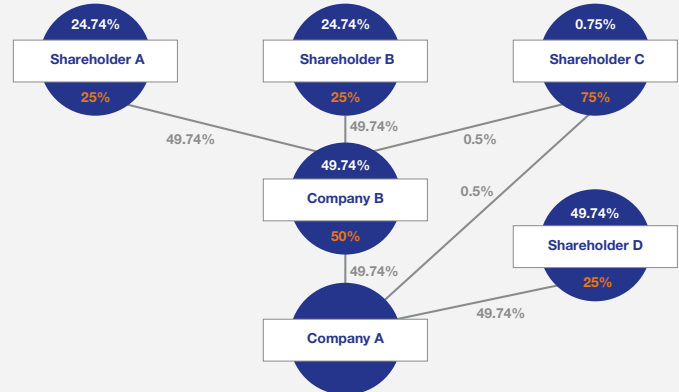 24.74%
Shareholder A
25%
24.74%
Shareholder B
25%
0.75%
Shareholder C
75%
49.74%
49.74%
0.5%
49.74%
Company B
50%
0.5%
49.74%
Shareholder D
25%
49.74%
49.74%
Company A